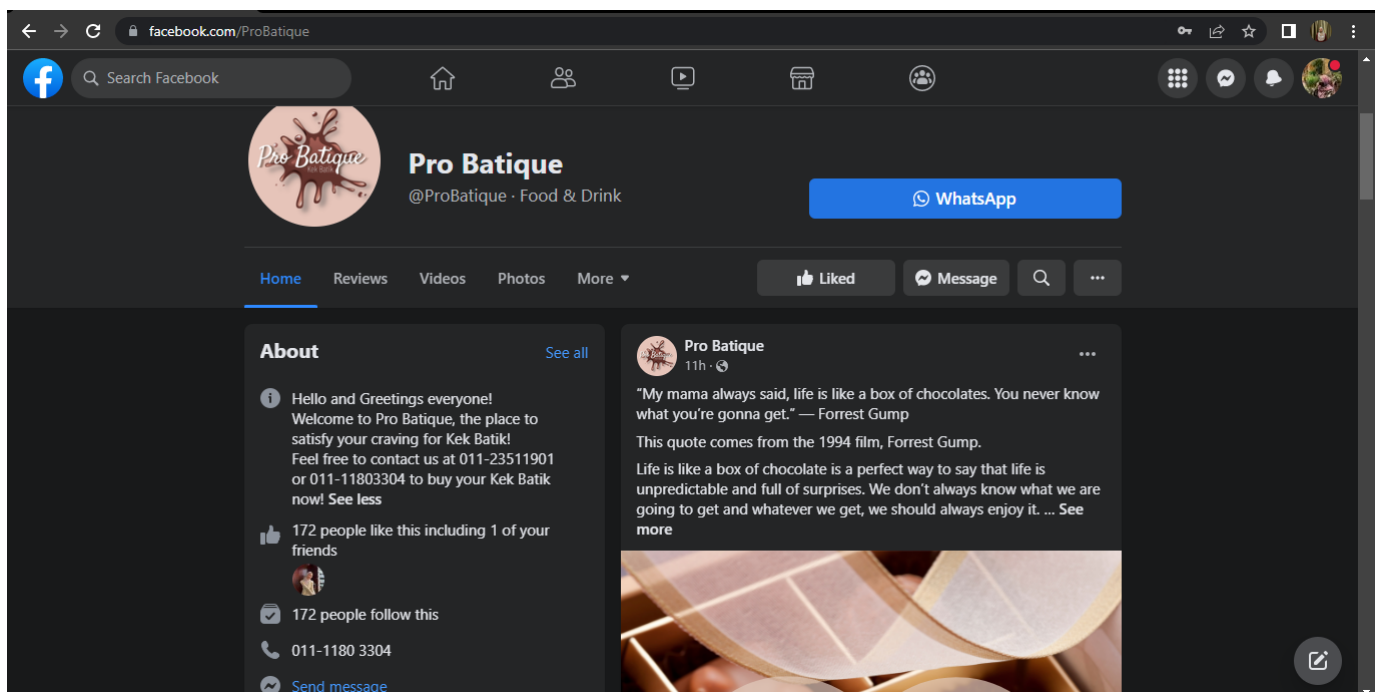 facebook.com/ProBatique
Search Facebook
Pro Batique
Kek Batik
Pro Batique
@ProBatique · Food & Drink
WhatsApp
Home
Reviews
Videos
Photos
More
Liked
Message
About
See all
Hello and Greetings everyone!
Welcome to Pro Batique, the place to
satisfy your craving for Kek Batik!
Feel free to contact us at 011-23511901
or 011-11803304 to buy your Kek Batik
now! See less
172 people like this including 1 of your
friends
172 people follow this
011-1180 3304
Send message
Pro Batique
11h ·
“My mama always said, life is like a box of chocolates. You never know
what you’re gonna get.” — Forrest Gump
This quote comes from the 1994 film, Forrest Gump.
Life is like a box of chocolate is a perfect way to say that life is
unpredictable and full of surprises. We don't always know what we are
going to get and whatever we get, we should always enjoy it. ... See
more